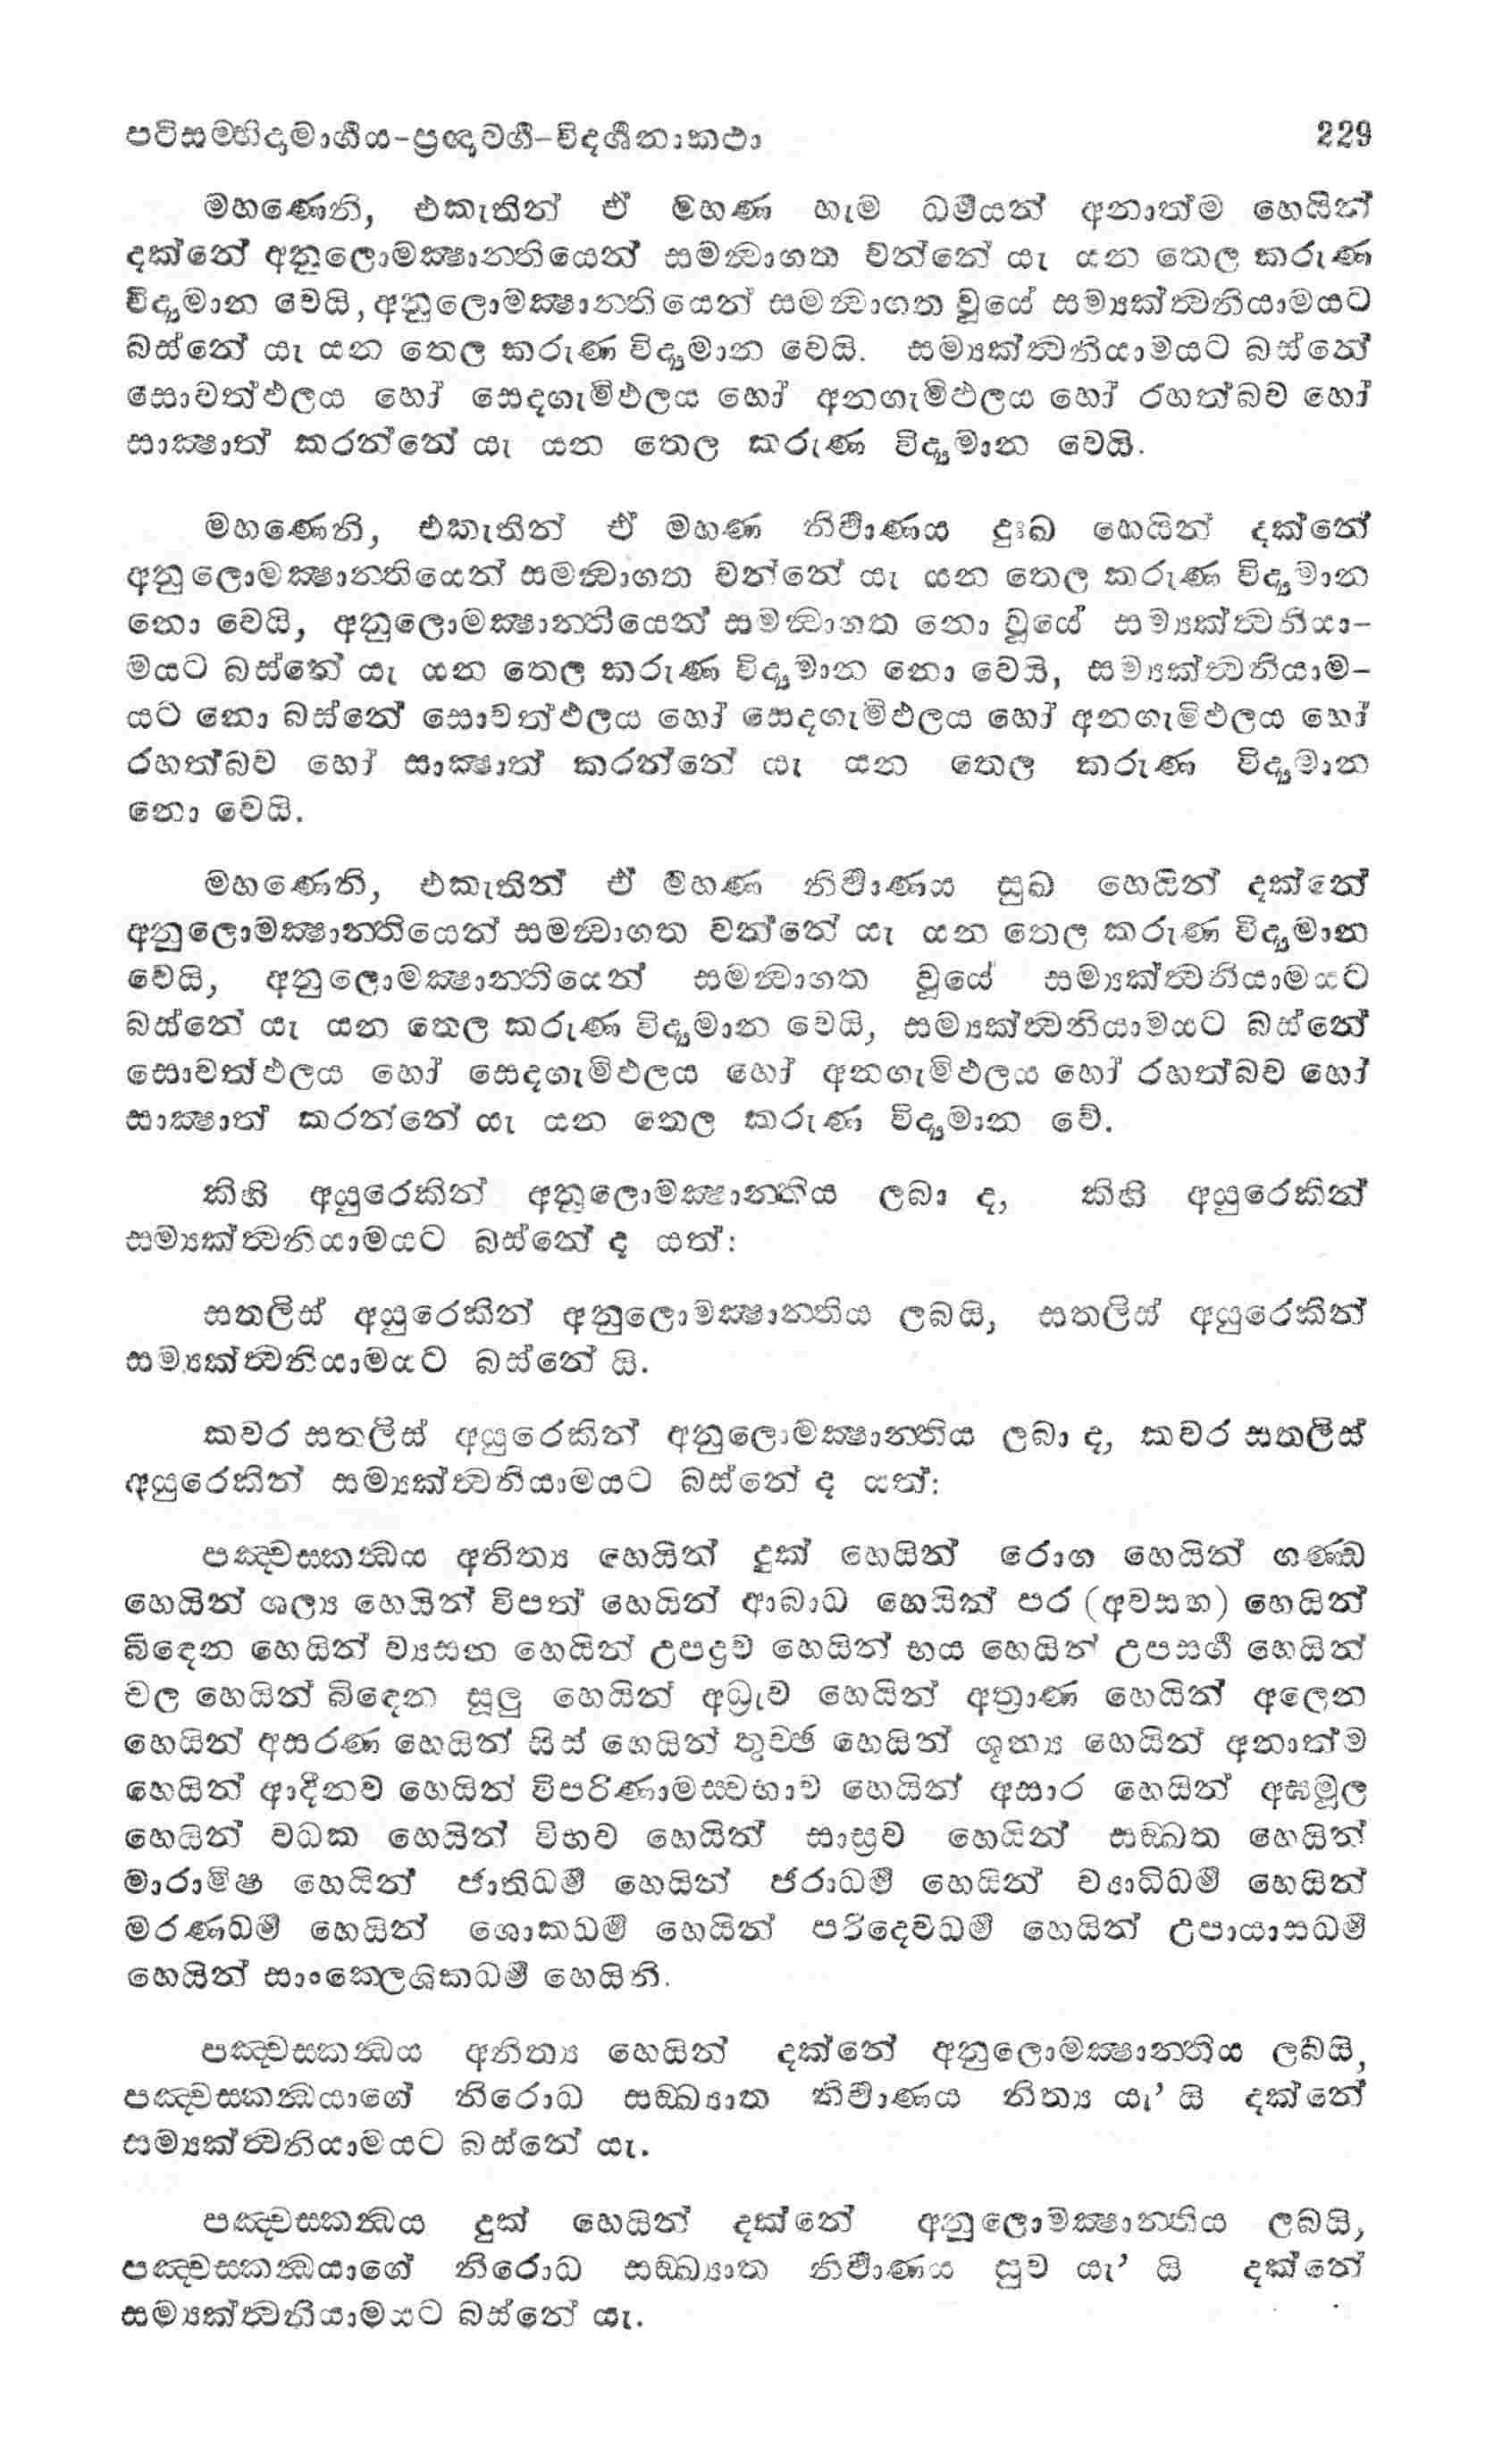 පටිසම්භිදාමාර්ගය-ප්‍රඥාවර්ග-විදර්ශනාකථා 229
මහණෙනි, එකැතින් ඒ මහණ හැම ධර්මයන් අනාත්ම හෙයින්
දක්නේ අනුලොමක්‍ෂාන්තියෙන් සමන්‍වාගත වන්නේ යැ යන තෙල කරුණ
විද්‍යමාන වෙයි, අනුලොමක්‍ෂාන්තියෙන් සමන්‍වාගත වූයේ සම්‍යක්ත්‍වනියාමයට
බස්නේ යැ යන තෙල කරුණ විද්‍යමාන වෙයි. සම්‍යක්ත්‍වනියාමයට බස්නේ
සොවත්ඵලය හෝ සෙදගැමිඵලය හෝ අනගැමිඵලය හෝ රහත්බව හෝ
සාක්‍ෂාත් කරන්නේ යැ යන තෙල කරුණ විද්‍යමාන වෙයි.
මහණෙනි, එකැතින් ඒ මහණ නිර්‍වාණය දුඃඛ හෙයින් දක්නේ
අනුලොමක්‍ෂාන්තියෙන් සමන්‍වාගත වන්නේ යැ යන තෙල කරුණ විද්‍යමාන
නො වෙයි, අනුලොමක්‍ෂාන්තියෙන් සමන්‍වාගත නො වූයේ සම්‍යක්ත්‍වනියා-
මයට බස්නේ යැ යන තෙල කරුණ විද්‍යමාන නො වෙයි, සම්‍යක්ත්‍වනියාම-
යට නො බස්නේ සොවත්ඵලය හෝ සෙදගැමිඵලය හෝ අනගැමිඵලය හෝ
රහත්බව හෝ සාක්‍ෂාත් කරන්නේ යැ යන තෙල කරුණ විද්‍යමාන
නො වෙයි.
මහණෙනි, එකැතින් ඒ මහණ නිර්‍වාණය සුඛ හෙයින් දක්නේ
අනුලොමක්‍ෂාන්තියෙන් සමන්‍වාගත වන්නේ යැ යන තෙල කරුණ විද්‍යමාන
වෙයි, අනුලොමක්‍ෂාන්තියෙන් සමන්‍වාගත වූයේ සම්‍යක්ත්‍වනියාමයට
බස්නේ යැ යන තෙල කරුණ විද්‍යමාන වෙයි, සම්‍යක්ත්‍වනියාමයට බස්නේ
සොවත්ඵලය හෝ සෙදගැමිඵලය හෝ අනගැමිඵලය හෝ රහත්බව හෝ
සාක්‍ෂාත් කරන්නේ යැ යන තෙල කරුණ විද්‍යමාන වේ.
කිහි අයුරෙකින් අනුලොමක්‍ෂාන්තිය ලබා ද, කිහි අයුරෙකින්
සම්‍යක්ත්‍වනියාමයට බස්නේ ද යත්:
සතලිස් අයුරෙකින් අනුලොමක්‍ෂාන්තිය ලබයි, සතලිස් අයුරෙකින්
සම්‍යක්ත්‍වනියාමයට බස්නේ යි.
කවර සතලිස් අයුරෙකින් අනුලොමක්‍ෂාන්තිය ලබා ද, කවර සතලිස්
අයුරෙකින් සම්‍යක්ත්‍වනියාමයට බස්නේ ද යත්:
පඤ්චස්කන්‍ධය අනිත්‍ය හෙයින් දුක් හෙයින් රොග හෙයින් ගණ්ඩ
හෙයින් ශල්‍ය හෙයින් විපත් හෙයින් ආබාධ හෙයින් පර (අවසඟ) හෙයින්
බිඳෙන හෙයින් ව්‍යසන හෙයින් උපද්‍රව හෙයින් භය හෙයින් උපසර්ග හෙයින්
චල හෙයින් බිඳෙන සුලු හෙයින් අධ්‍රැව හෙයින් අත්‍රාණ හෙයින් අලෙන
හෙයින් අසරණ හෙයින් සිස් හෙයින් තුච්ඡ හෙයින් ශූන්‍ය හෙයින් අනාත්ම
හෙයින් ආදීනව හෙයින් විපරිණාමස්වභාව හෙයින් අසාර හෙයින් අඝමූල
හෙයින් වධක හෙයින් විභව හෙයින් සාස්‍රව හෙයින් සඞ්ඛත හෙයින්
මාරාමිෂ හෙයින් ජාතිධර්ම හෙයින් ජරාධර්ම හෙයින් ව්‍යාධිධර්ම හෙයින්
මරණධර්ම හෙයින් ශොකධර්ම හෙයින් පරිදෙවධර්ම හෙයින් උපායාසධර්ම
හෙයින් සාංක්ලෙශිකධර්ම හෙයිනි.
පඤ්චස්කන්‍ධය අනිත්‍ය හෙයින් දක්නේ අනුලොමක්‍ෂාන්තිය ලබයි,
පඤ්චස්කන්‍ධයාගේ නිරොධ සඞ්ඛ්‍යාත නිර්‍වාණය නිත්‍ය යැ’ යි දක්නේ
සම්‍යක්ත්‍වනියාමයට බස්නේ යැ.
පඤ්චස්කන්‍ධය දුක් හෙයින් දක්නේ අනුලොමක්‍ෂාන්තිය ලබයි,
පඤ්චස්කන්‍ධයාගේ නිරොධ සඞ්ඛ්‍යාත නිර්‍වාණය සුව යැ’ යි දක්නේ
සම්‍යක්ත්‍වනියාමයට බස්නේ යැ.